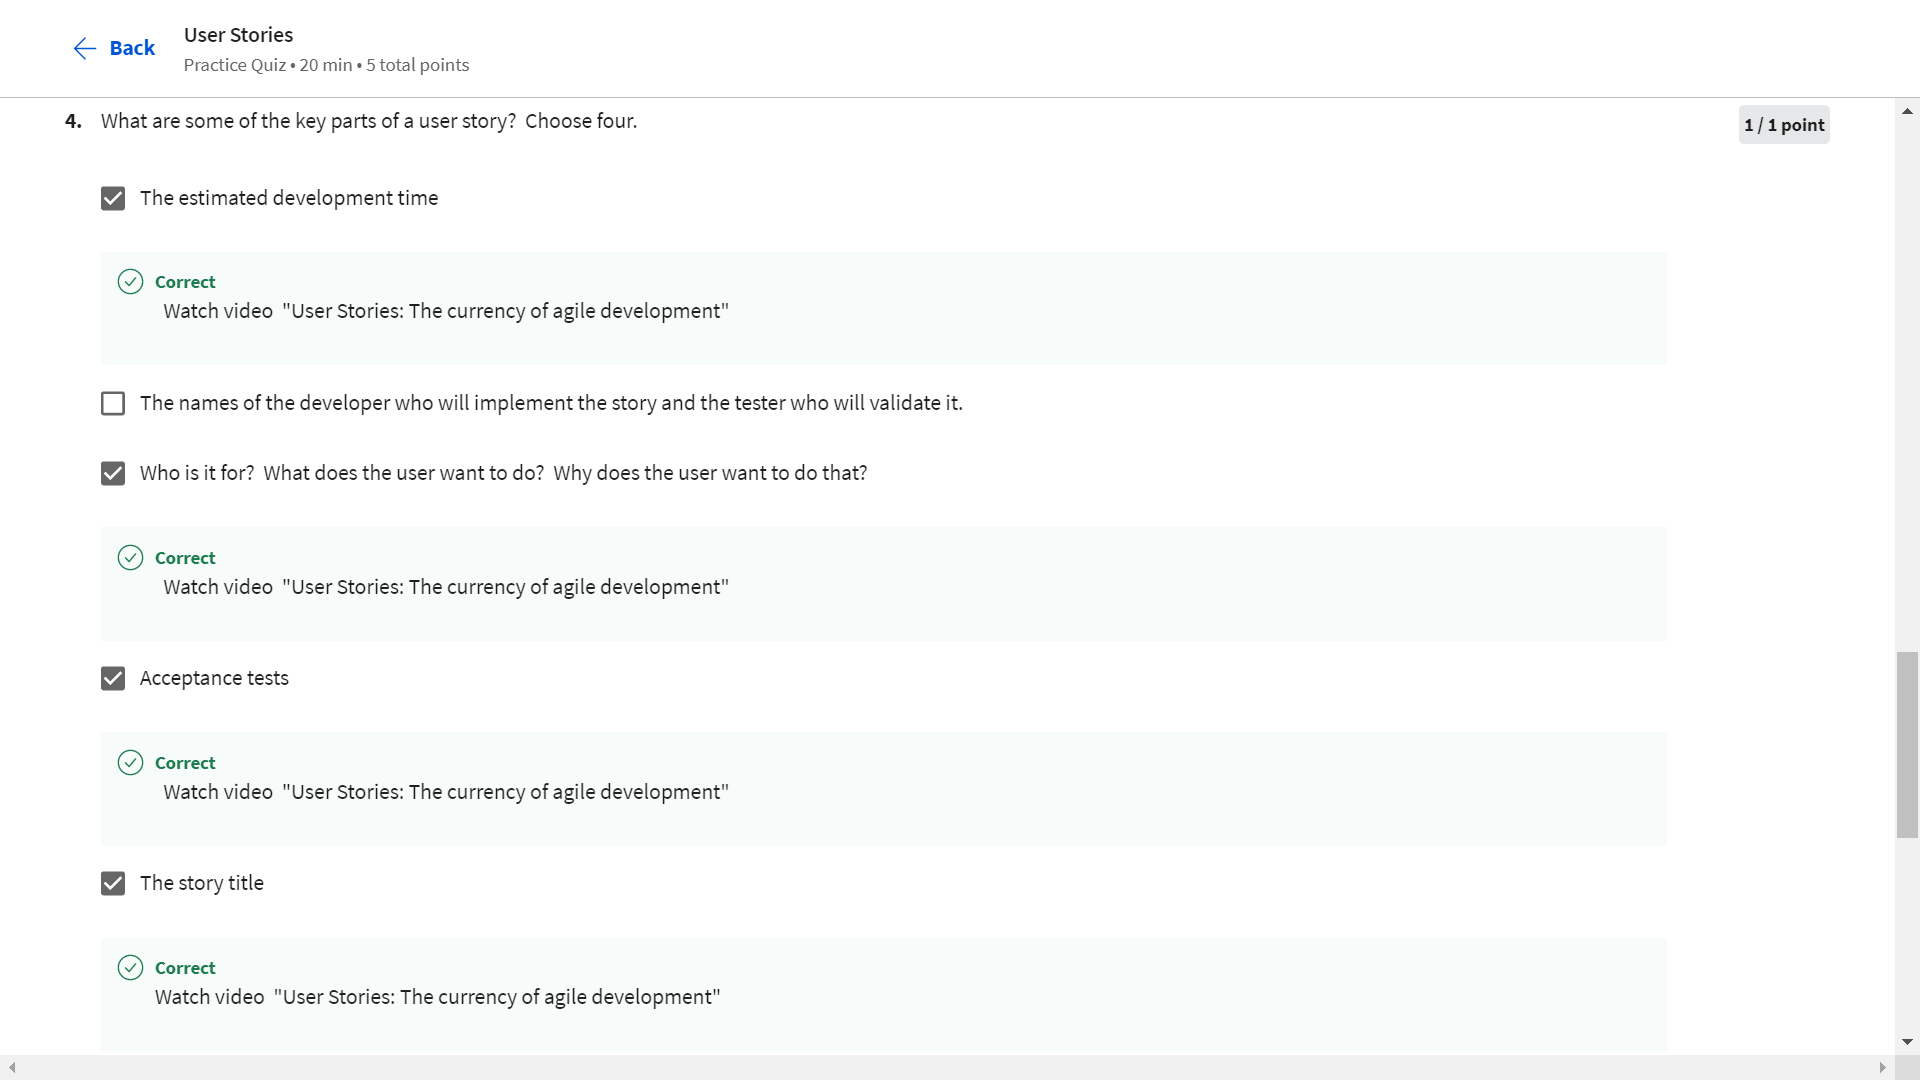 Back
User Stories
Practice Quiz • 20 min • 5 total points
4. What are some of the key parts of a user story?  Choose four.
1 / 1 point
The estimated development time
Correct
Watch video  "User Stories: The currency of agile development"
The names of the developer who will implement the story and the tester who will validate it.
Who is it for?  What does the user want to do?  Why does the user want to do that?
Correct
Watch video  "User Stories: The currency of agile development"
Acceptance tests
Correct
Watch video  "User Stories: The currency of agile development"
The story title
Correct
Watch video  "User Stories: The currency of agile development"